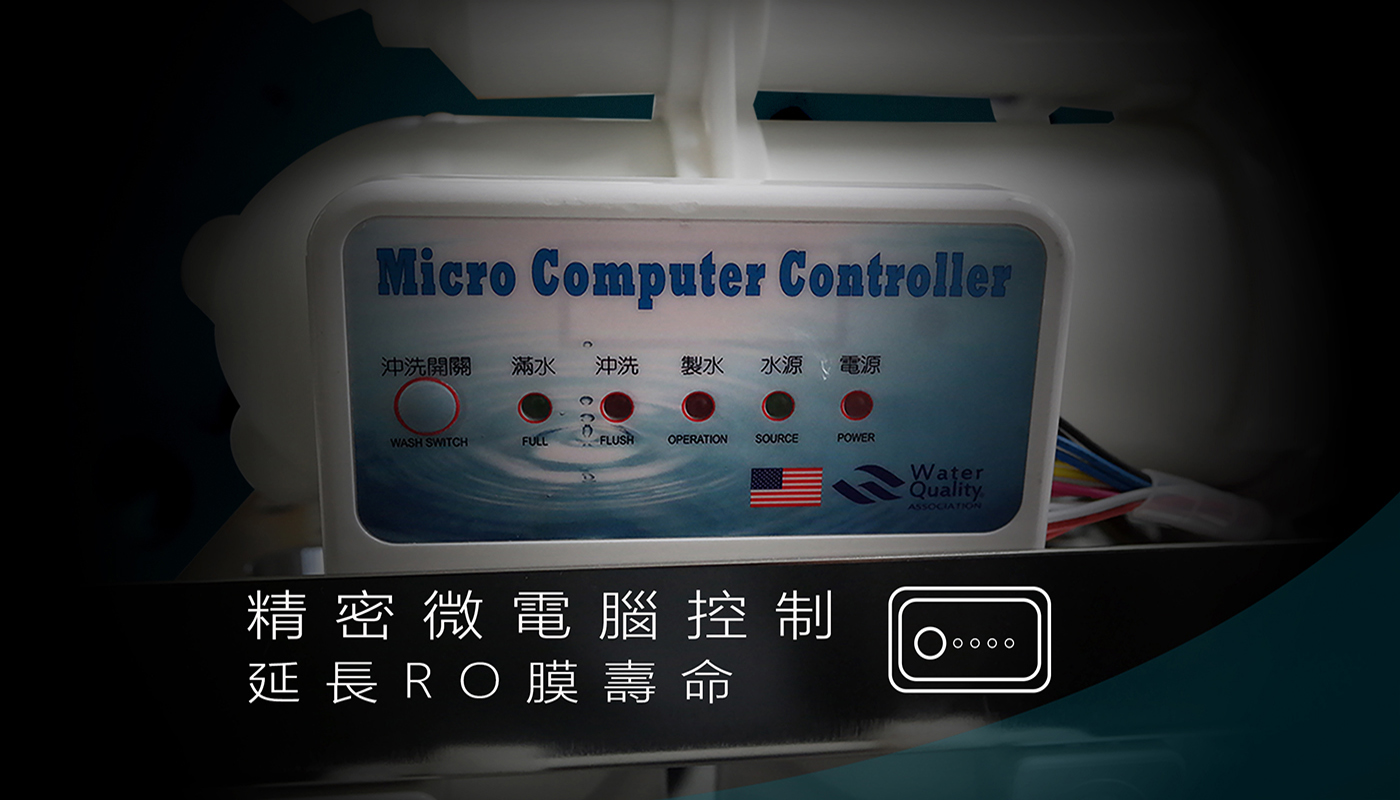 Micro Computer Controller
沖洗開關 滿水 沖洗 製水 水源 電源
WASH SWITCH FULL FLUSH OPERATION SOURCE POWER
Water
Quality
ASSOCIATION
精密微電腦控制
延長RO膜壽命